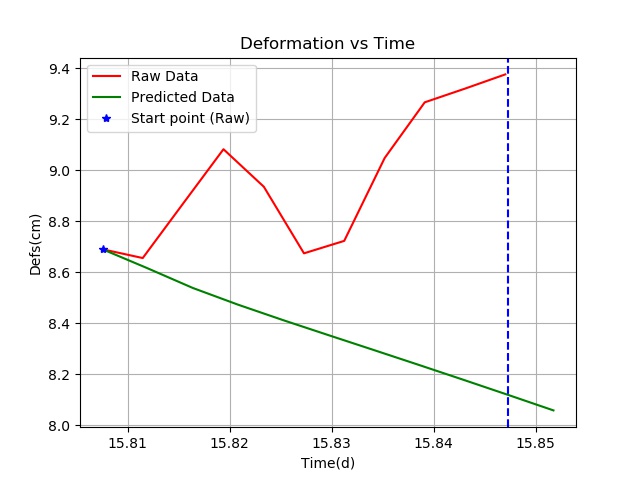 Deformation vs Time
Raw Data
Predicted Data
Start point (Raw)
Defs(cm)
9.4
9.2
9.0
8.8
8.6
8.4
8.2
8.0
15.81 15.82 15.83 15.84 15.85
Time(d)